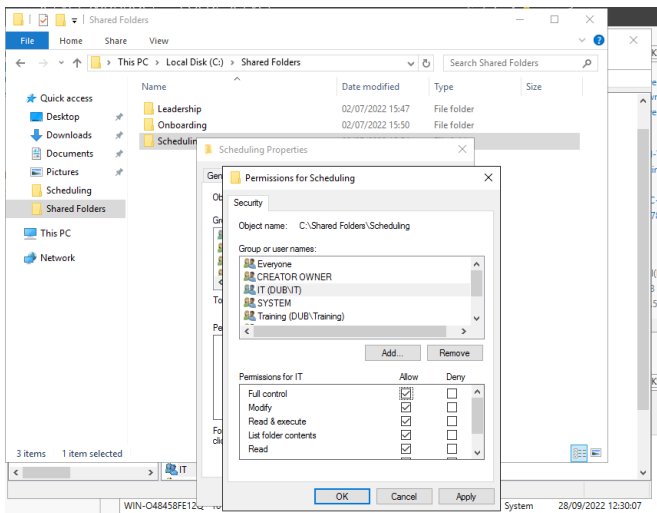 Shared Folders
File Home Share View
This PC Local Disk (C:) Shared Folders Search Shared Folders
Name Date modified Type Size
Quick access
Desktop
Downloads
Documents
Pictures
Scheduling
Shared Folders
This PC
Network
Leadership 02/07/2022 15:47 File folder
Onboarding 02/07/2022 15:50 File folder
Scheduling Properties
Permissions for Scheduling
Security
Object name: C:\Shared Folders\Scheduling
Group or user names:
Everyone
CREATOR OWNER
IT (DUB\IT)
SYSTEM
Training (DUB\Training)
Add... Remove
Permissions for IT Allow Deny
Full control
Modify
Read & execute
List folder contents
Read
OK Cancel Apply
3 items 1 item selected
IT
System 28/09/2022 12:30:07